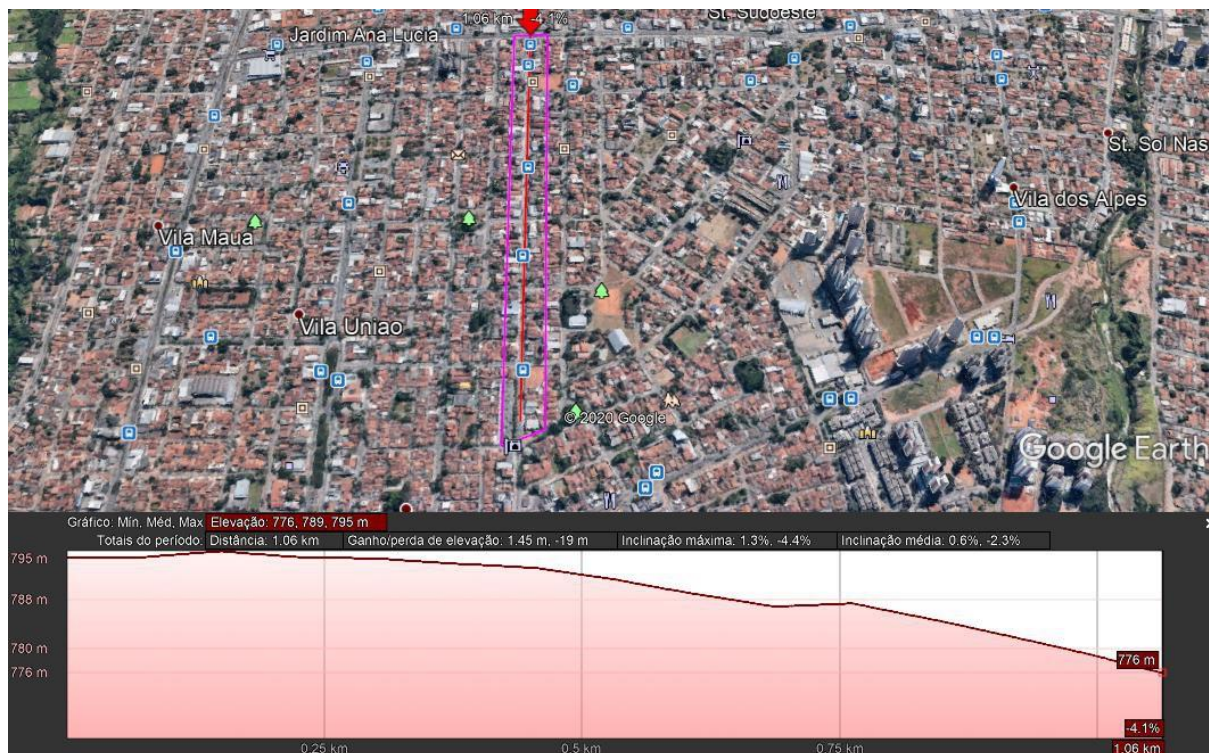 1.06 km -4.1%
St. Sudoeste
Jardim Ana Lucia
St. Sol Nas
Vila dos Alpes
Vila Maua
Vila Uniao
© 2020 Google
Google Earth
Gráfico: Mín, Méd, Max Elevação: 776, 789, 795 m
Totais do período: Distância: 1.06 km Ganho/perda de elevação: 1.45 m, -19 m Inclinação máxima: 1.3%, -4.4% Inclinação média: 0.6%, -2.3%
795 m
788 m
780 m
776 m
776 m
-4.1%
0.25 km 0.5 km 0.75 km 1.06 km